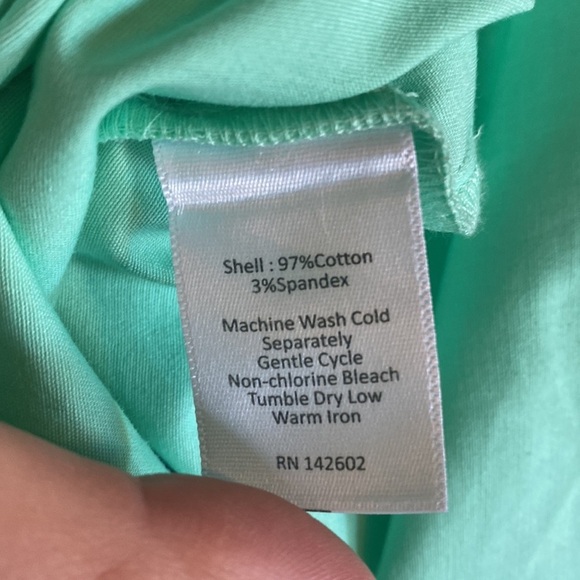 Shell : 97%Cotton
3%Spandex
Machine Wash Cold
Separately
Gentle Cycle
Non-chlorine Bleach
Tumble Dry Low
Warm Iron
RN 142602